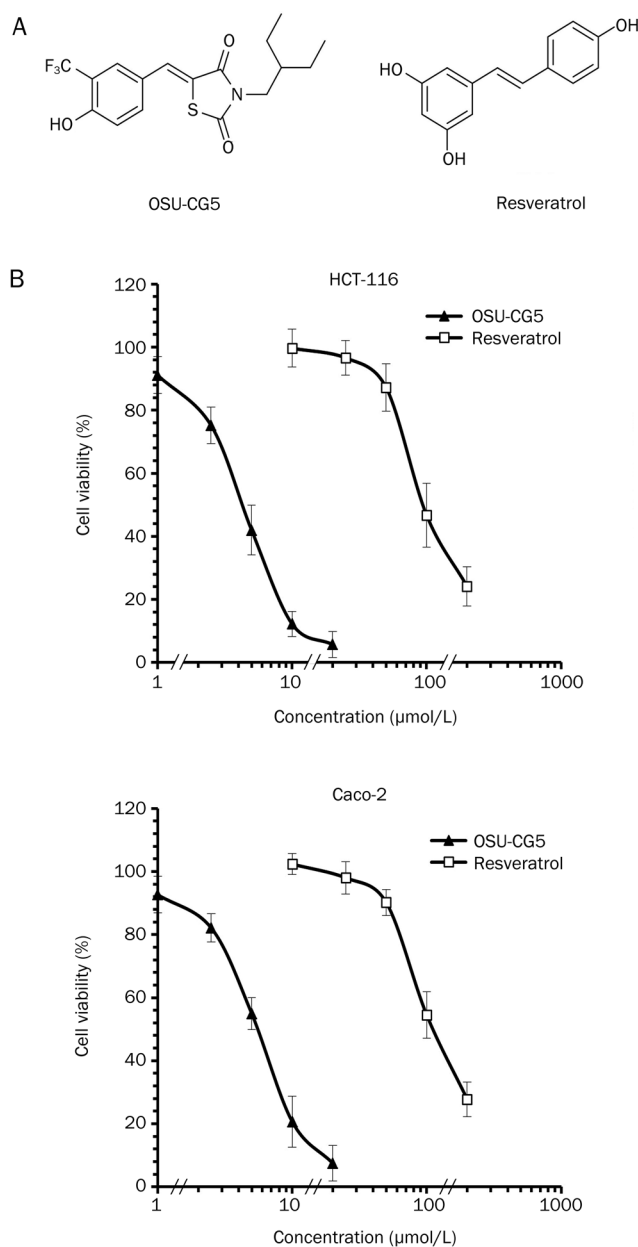 A
F₃C
HO
O
N
S
O
OSU-CG5
HO
OH
OH
Resveratrol
B
HCT-116
OSU-CG5
Resveratrol
120
100
80
60
40
20
0
Cell viability (%)
1 10 100 1000
Concentration (µmol/L)
Caco-2
OSU-CG5
Resveratrol
120
100
80
60
40
20
0
Cell viability (%)
1 10 100 1000
Concentration (µmol/L)